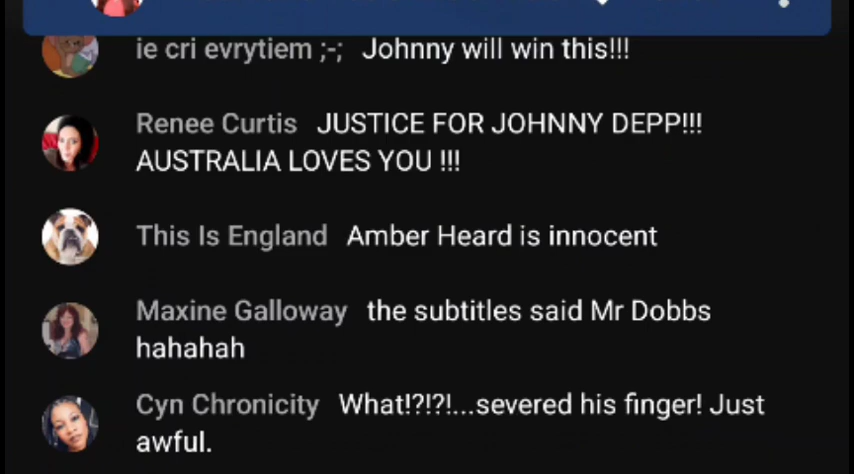 ie cri evrytiem ;-; Johnny will win this!!!
Renee Curtis JUSTICE FOR JOHNNY DEPP!!!
AUSTRALIA LOVES YOU !!!
This Is England Amber Heard is innocent
Maxine Galloway the subtitles said Mr Dobbs
hahahah
Cyn Chronicity What!?!?!...severed his finger! Just
awful.